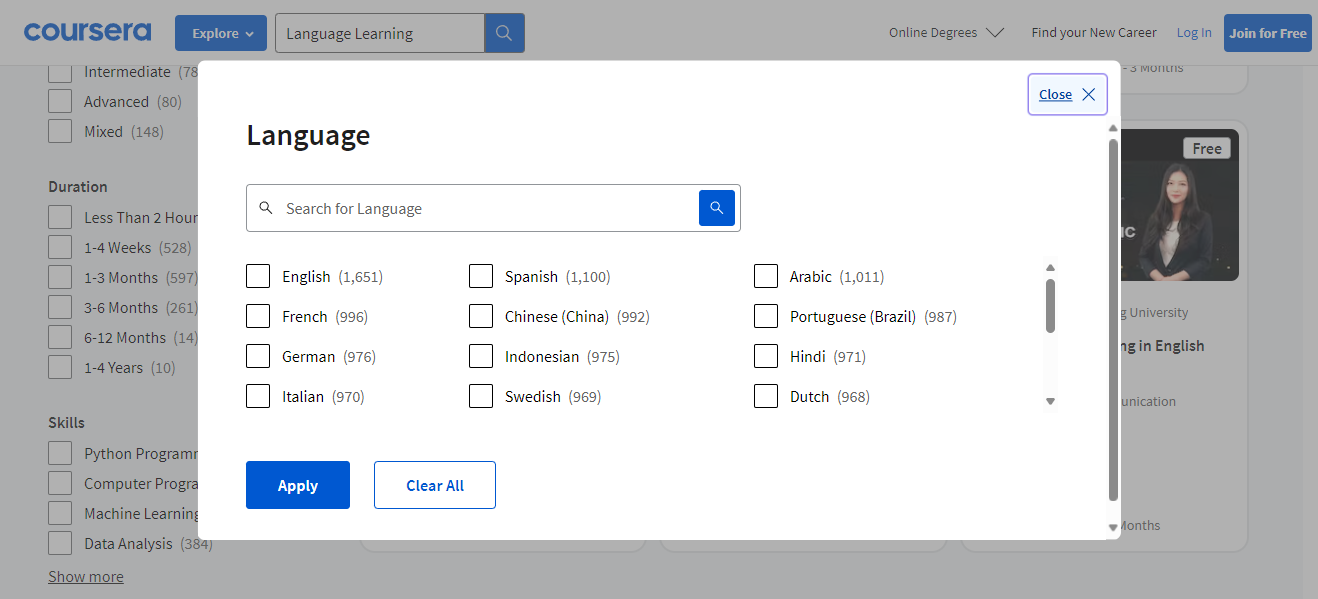 coursera
Explore
Language Learning
Online Degrees
Find your New Career
Log In
Join for Free
Intermediate (78
Advanced (80)
Mixed (148)
Duration
Less Than 2 Hour
1-4 Weeks (528)
1-3 Months (597)
3-6 Months (261)
6-12 Months (14)
1-4 Years (10)
Skills
Python Programm
Computer Progra
Machine Learning
Data Analysis (384)
Show more
Close
Language
Search for Language
English (1,651)
Spanish (1,100)
Arabic (1,011)
French (996)
Chinese (China) (992)
Portuguese (Brazil) (987)
German (976)
Indonesian (975)
Hindi (971)
Italian (970)
Swedish (969)
Dutch (968)
Apply
Clear All
- 3 Months
Free
IC
g University
ng in English
unication
Months